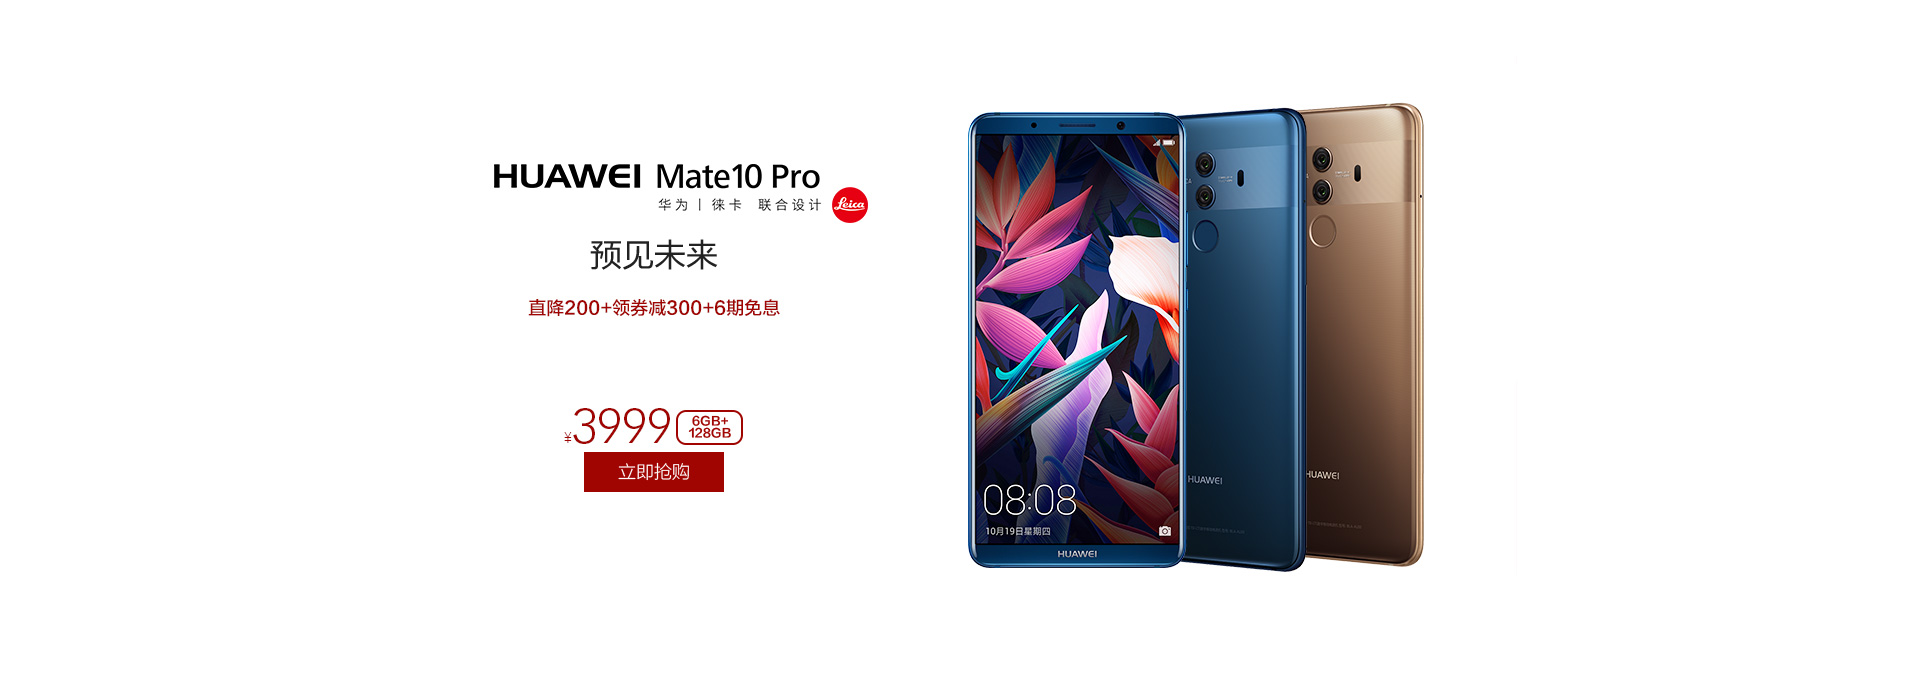 HUAWEI Mate10 Pro
华为 | 徕卡 联合设计
Leica
预见未来
直降200+领券减300+6期免息
¥3999
6GB+
128GB
立即抢购
08:08
10月19日星期四
HUAWEI
HUAWEI
HUAWEI